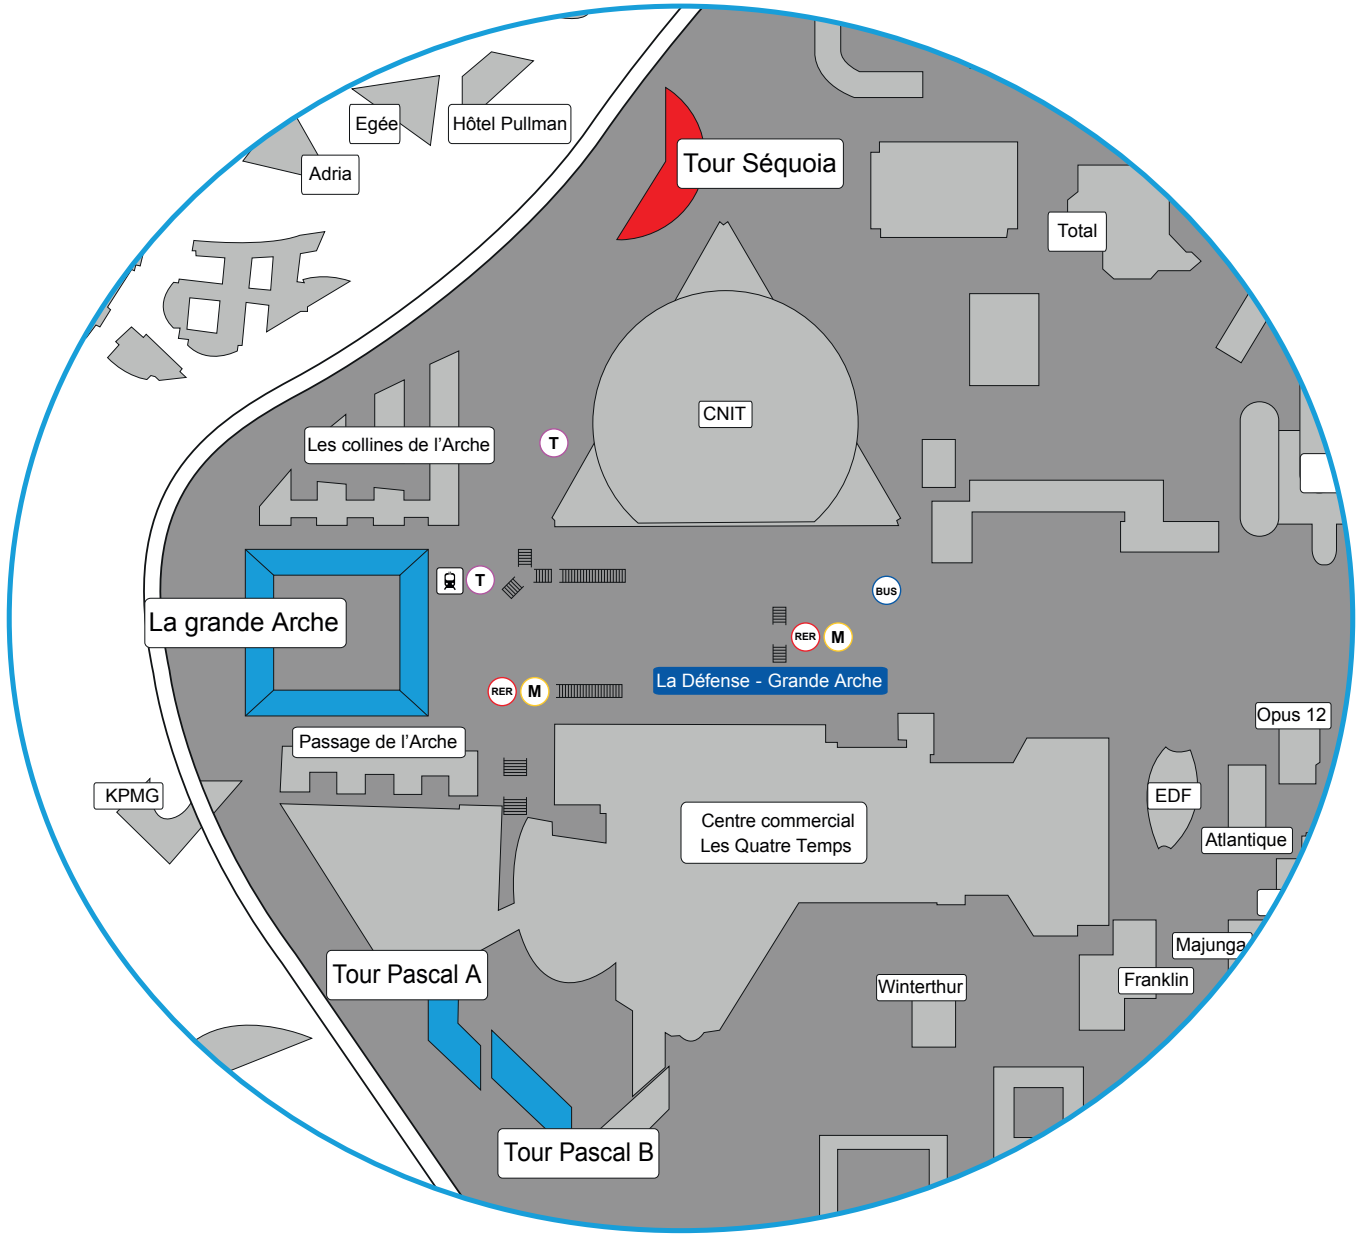 Egée
Hôtel Pullman
Adria
Tour Séquoia
Total
CNIT
Les collines de l’Arche
T
T
BUS
La grande Arche
RER
M
La Défense - Grande Arche
RER
M
Opus 12
Passage de l’Arche
KPMG
EDF
Centre commercial
Les Quatre Temps
Atlantique
Majunga
Tour Pascal A
Franklin
Winterthur
Tour Pascal B